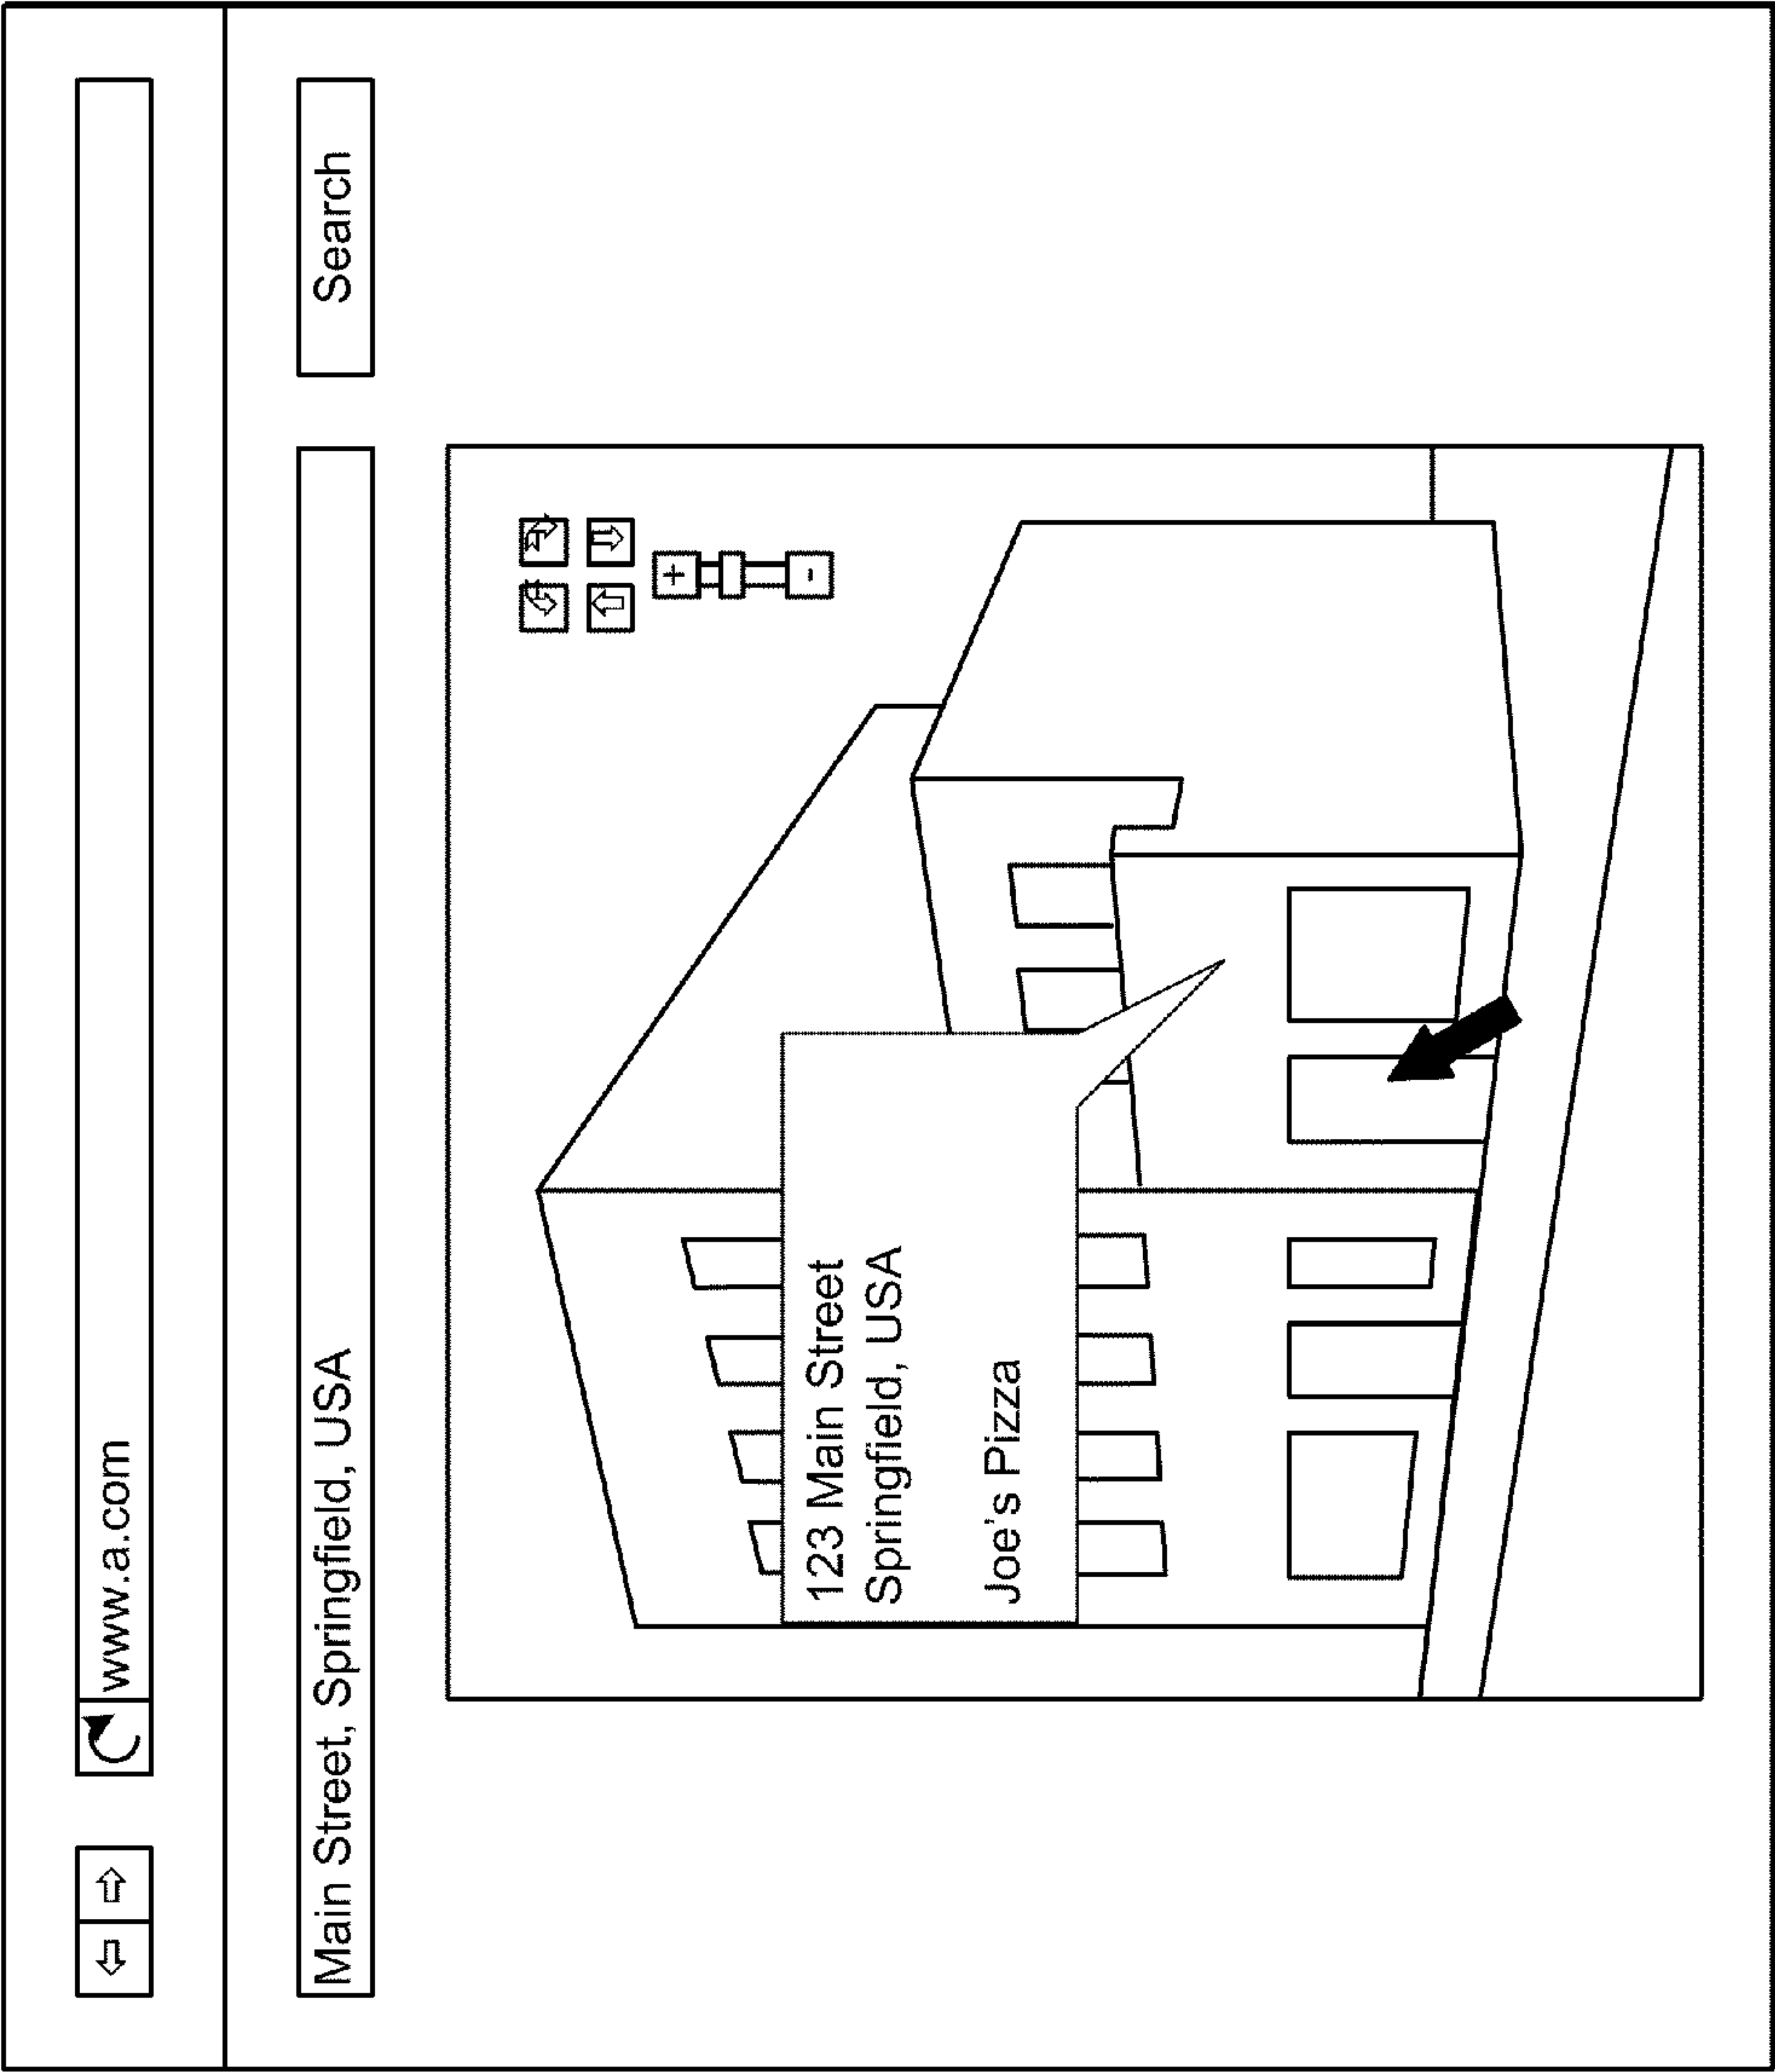 www.a.com
Main Street, Springfield, USA
Search
+
-
123 Main Street
Springfield, USA
Joe's Pizza